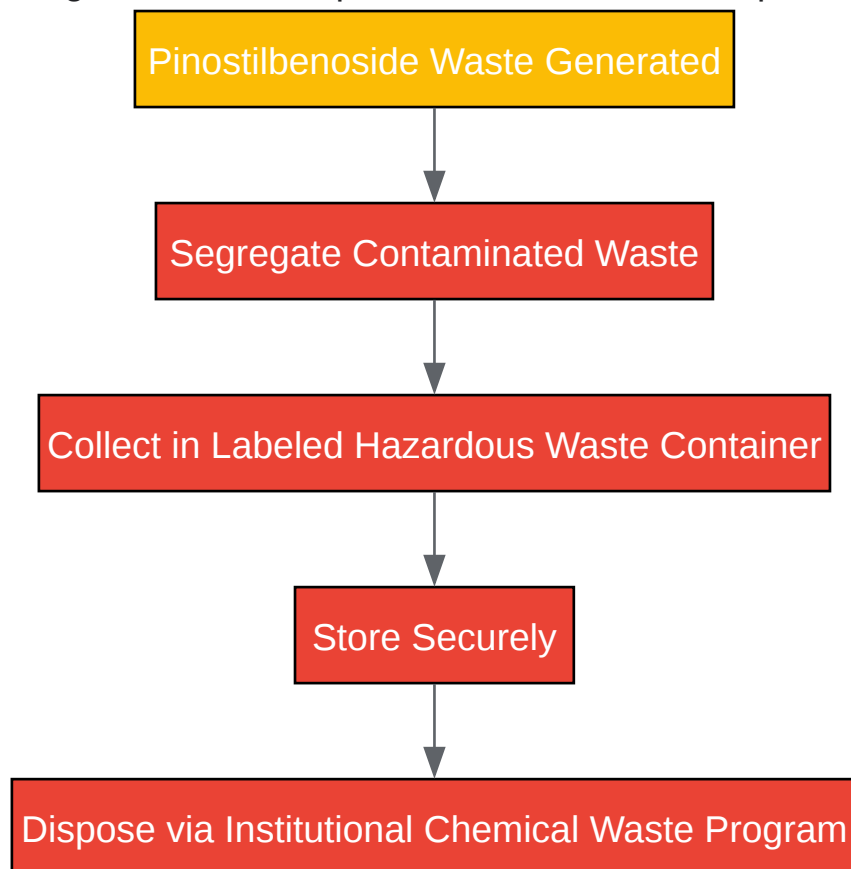 Pinostilbenoside Waste Generated
Segregate Contaminated Waste
Collect in Labeled Hazardous Waste Container
Store Securely
Dispose via Institutional Chemical Waste Program